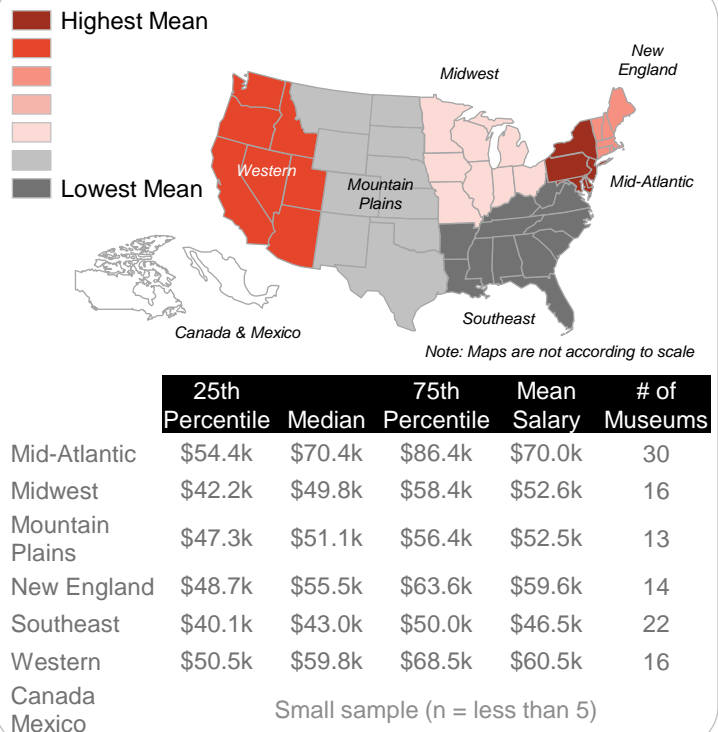 Highest Mean
New
England
Midwest
Western
Mountain
Plains
Mid-Atlantic
Lowest Mean
Southeast
Canada & Mexico
Note: Maps are not according to scale
25th 75th Mean # of
Percentile Median Percentile Salary Museums
Mid-Atlantic $54.4k $70.4k $86.4k $70.0k 30
Midwest $42.2k $49.8k $58.4k $52.6k 16
Mountain
Plains $47.3k $51.1k $56.4k $52.5k 13
New England $48.7k $55.5k $63.6k $59.6k 14
Southeast $40.1k $43.0k $50.0k $46.5k 22
Western $50.5k $59.8k $68.5k $60.5k 16
Canada
Mexico Small sample (n = less than 5)